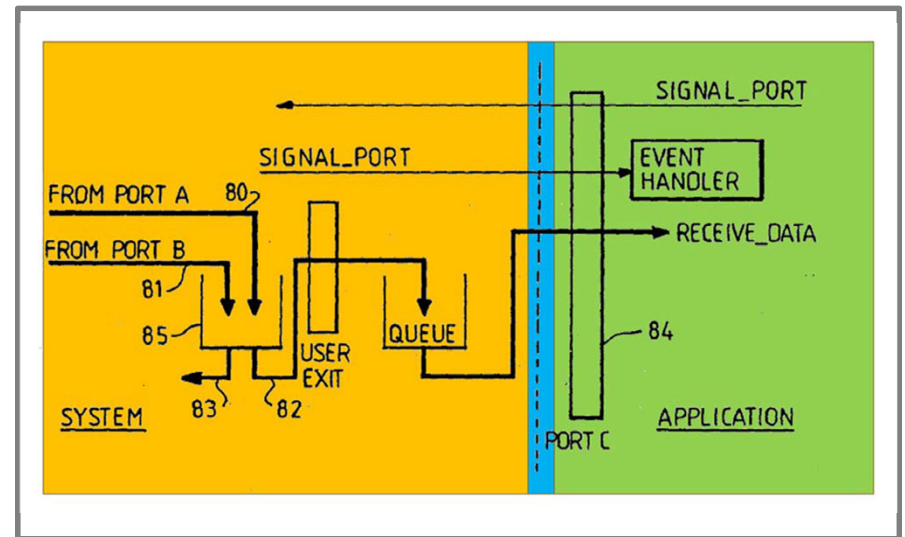 SIGNAL_PORT
SIGNAL_PORT
EVENT
HANDLER
FROM PORT A
80
RECEIVE_DATA
FROM PORT B
81
85
QUEUE
84
USER
EXIT
83
82
SYSTEM
APPLICATION
PORT C